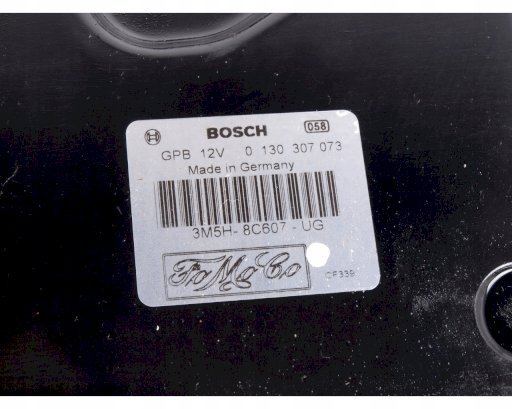 BOSCH 058
GPB 12V 0 130 307 073
Made in Germany
3M5H- 8C607 - UG
FoMoCo
CF339